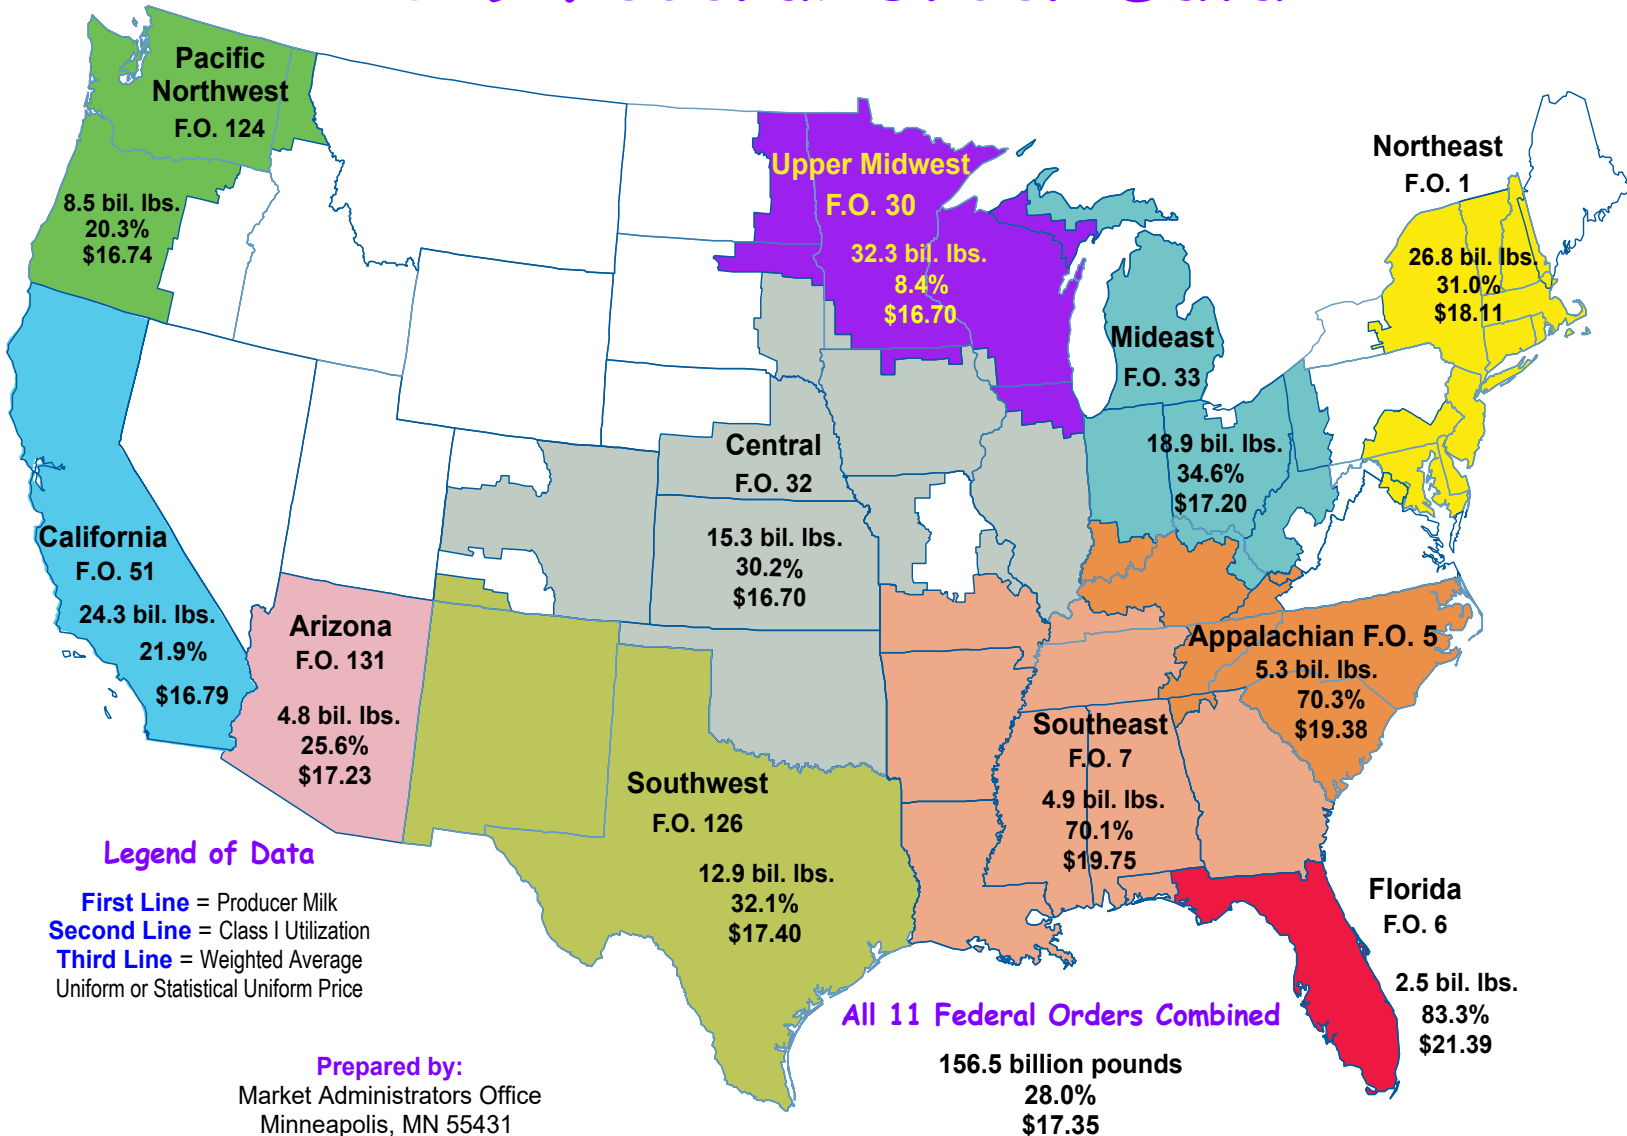 Pacific
Northwest
F.O. 124
8.5 bil. lbs.
20.3%
$16.74
Upper Midwest
F.O. 30
32.3 bil. lbs.
8.4%
$16.70
Northeast
F.O. 1
26.8 bil. lbs.
31.0%
$18.11
Mideast
F.O. 33
18.9 bil. lbs.
34.6%
$17.20
Central
F.O. 32
15.3 bil. lbs.
30.2%
$16.70
California
F.O. 51
24.3 bil. lbs.
21.9%
$16.79
Arizona
F.O. 131
4.8 bil. lbs.
25.6%
$17.23
Appalachian F.O. 5
5.3 bil. lbs.
70.3%
$19.38
Southeast
F.O. 7
4.9 bil. lbs.
70.1%
$19.75
Southwest
F.O. 126
12.9 bil. lbs.
32.1%
$17.40
Florida
F.O. 6
2.5 bil. lbs.
83.3%
$21.39
Legend of Data
First Line = Producer Milk
Second Line = Class I Utilization
Third Line = Weighted Average
Uniform or Statistical Uniform Price
All 11 Federal Orders Combined
156.5 billion pounds
28.0%
$17.35
Prepared by:
Market Administrators Office
Minneapolis, MN 55431